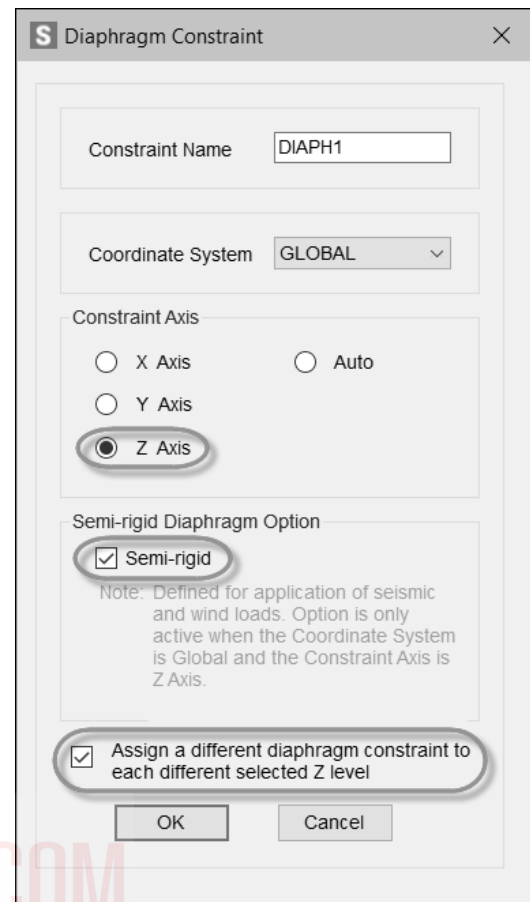 S Diaphragm Constraint
Constraint Name DIAPH1
Coordinate System GLOBAL
Constraint Axis
X Axis Auto
Y Axis
Z Axis
Semi-rigid Diaphragm Option
Semi-rigid
Note: Defined for application of seismic
and wind loads. Option is only
active when the Coordinate System
is Global and the Constraint Axis is
Z Axis.
Assign a different diaphragm constraint to
each different selected Z level
OK Cancel
.COM